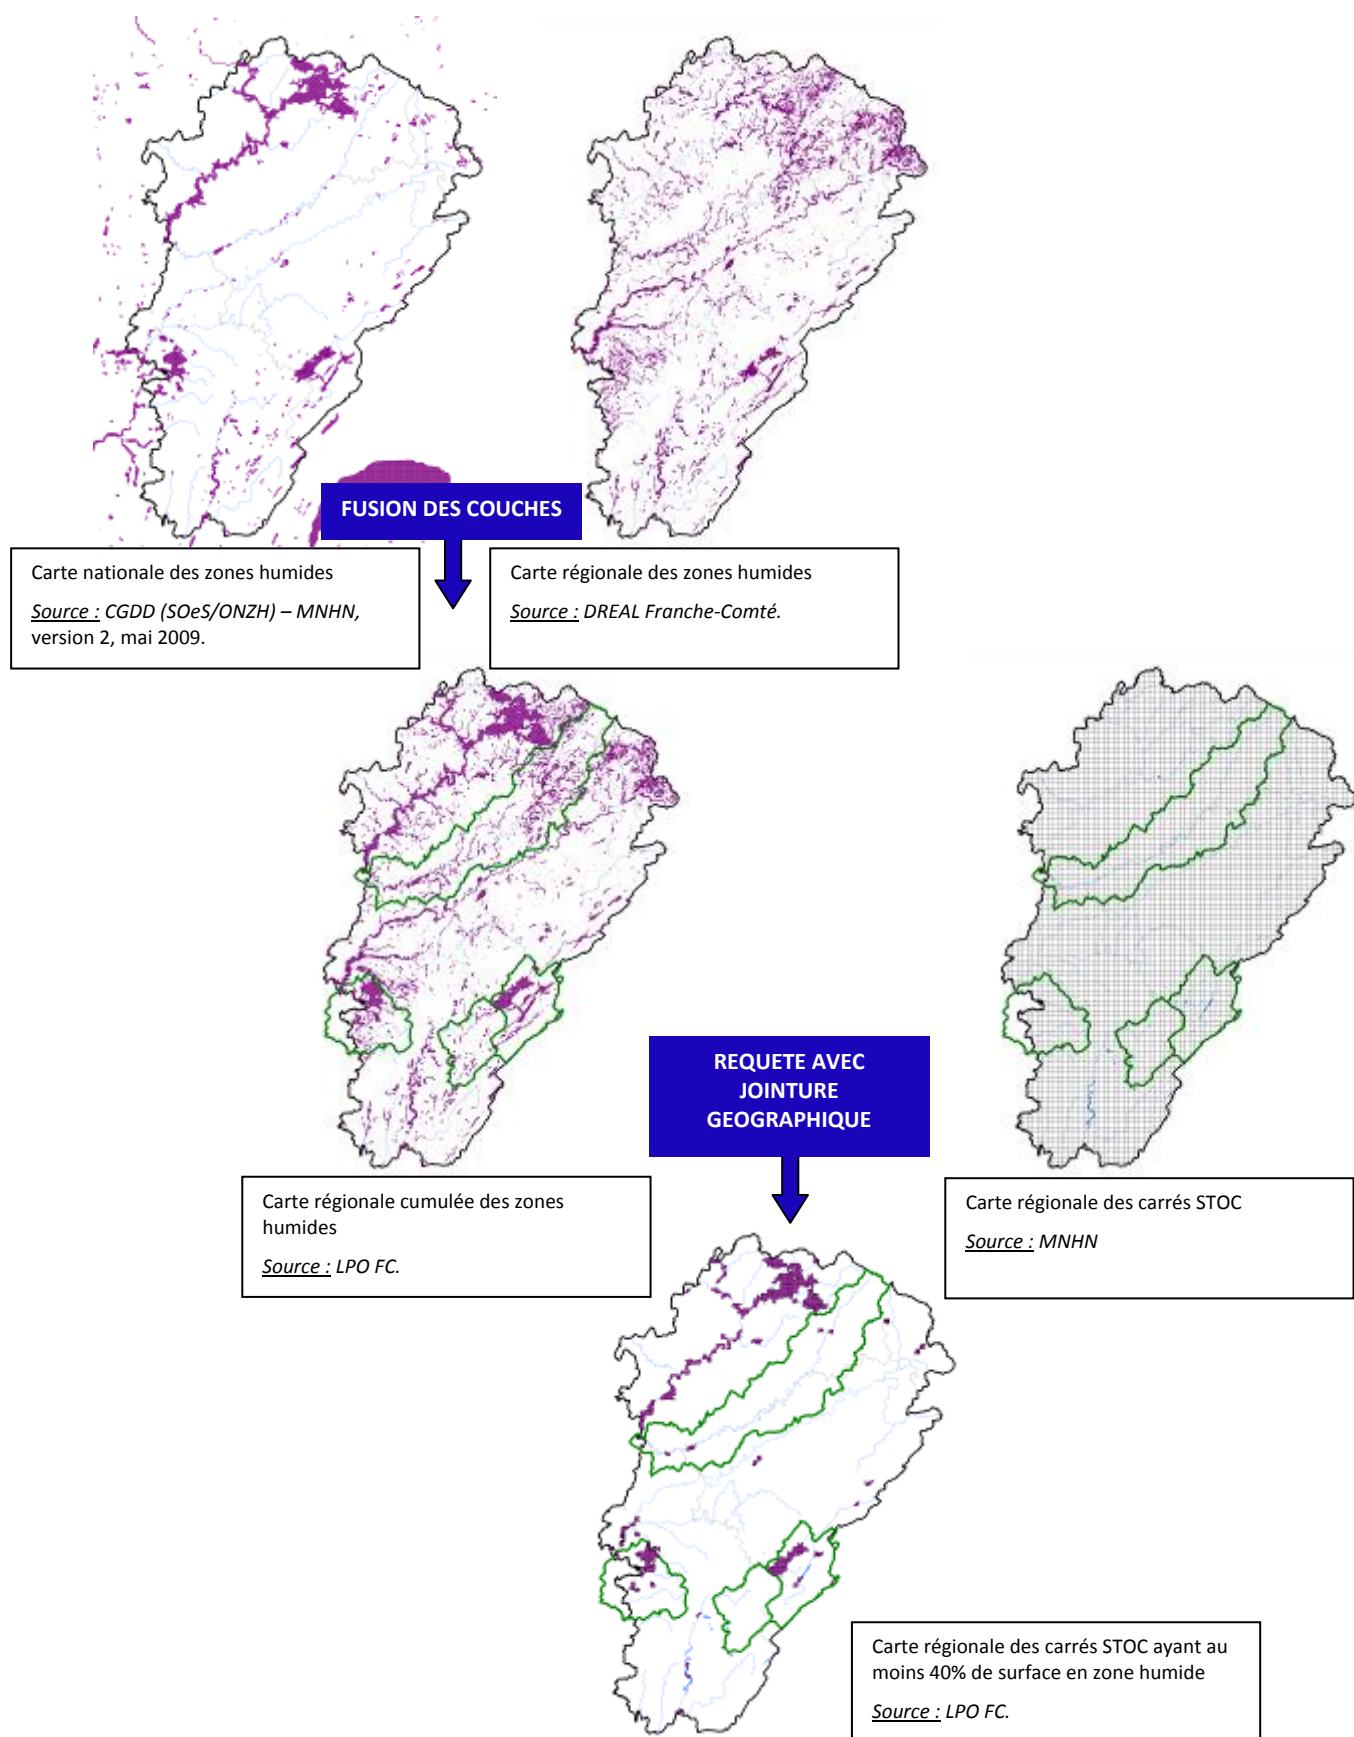 FUSION DES COUCHES
Carte nationale des zones humides
Source : CGDD (SOeS/ONZH) – MNHN,
version 2, mai 2009.
Carte régionale des zones humides
Source : DREAL Franche-Comté.
REQUETE AVEC
JOINTURE
GEOGRAPHIQUE
Carte régionale cumulée des zones
humides
Source : LPO FC.
Carte régionale des carrés STOC
Source : MNHN
Carte régionale des carrés STOC ayant au
moins 40% de surface en zone humide
Source : LPO FC.